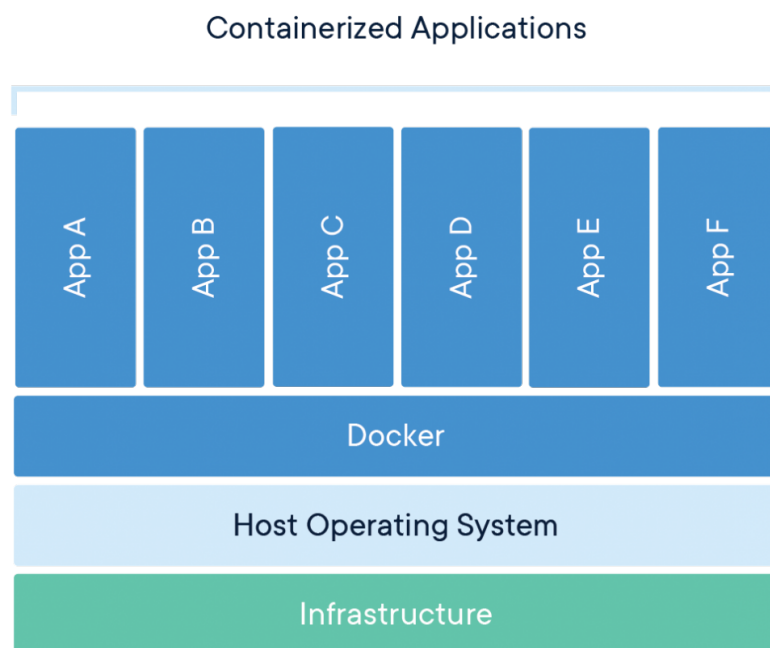 Containerized Applications
App A
App B
App C
App D
App E
App F
Docker
Host Operating System
Infrastructure